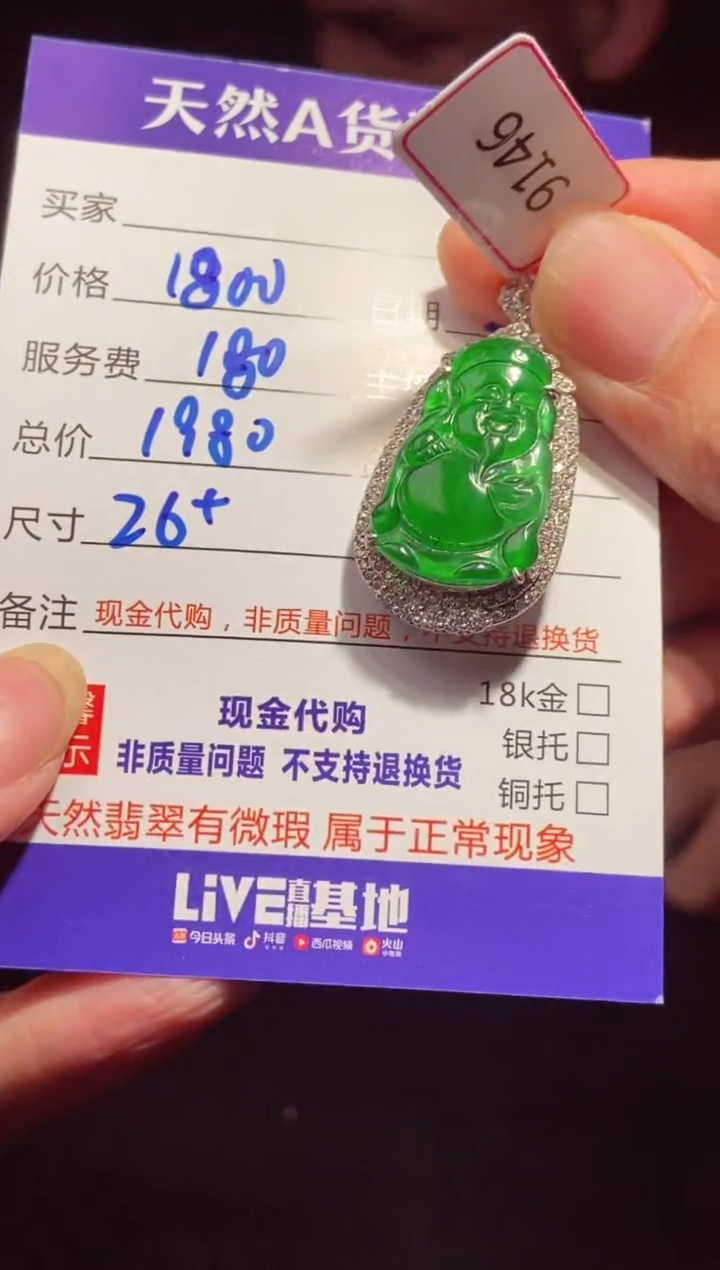 天然A货
9146
买家
价格 1800 日期
服务费 180
总价 1980
尺寸 26+
备注 现金代购，非质量问题，不支持退换货
18k金
现金代购
银托
示
非质量问题 不支持退换货
铜托
天然翡翠有微瑕 属于正常现象
LiVE直播基地
今日头条 抖音 西瓜视频 火山